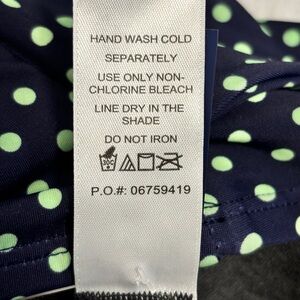 HAND WASH COLD
SEPARATELY
USE ONLY NON-
CHLORINE BLEACH
LINE DRY IN THE
SHADE
DO NOT IRON
P.O.#: 06759419